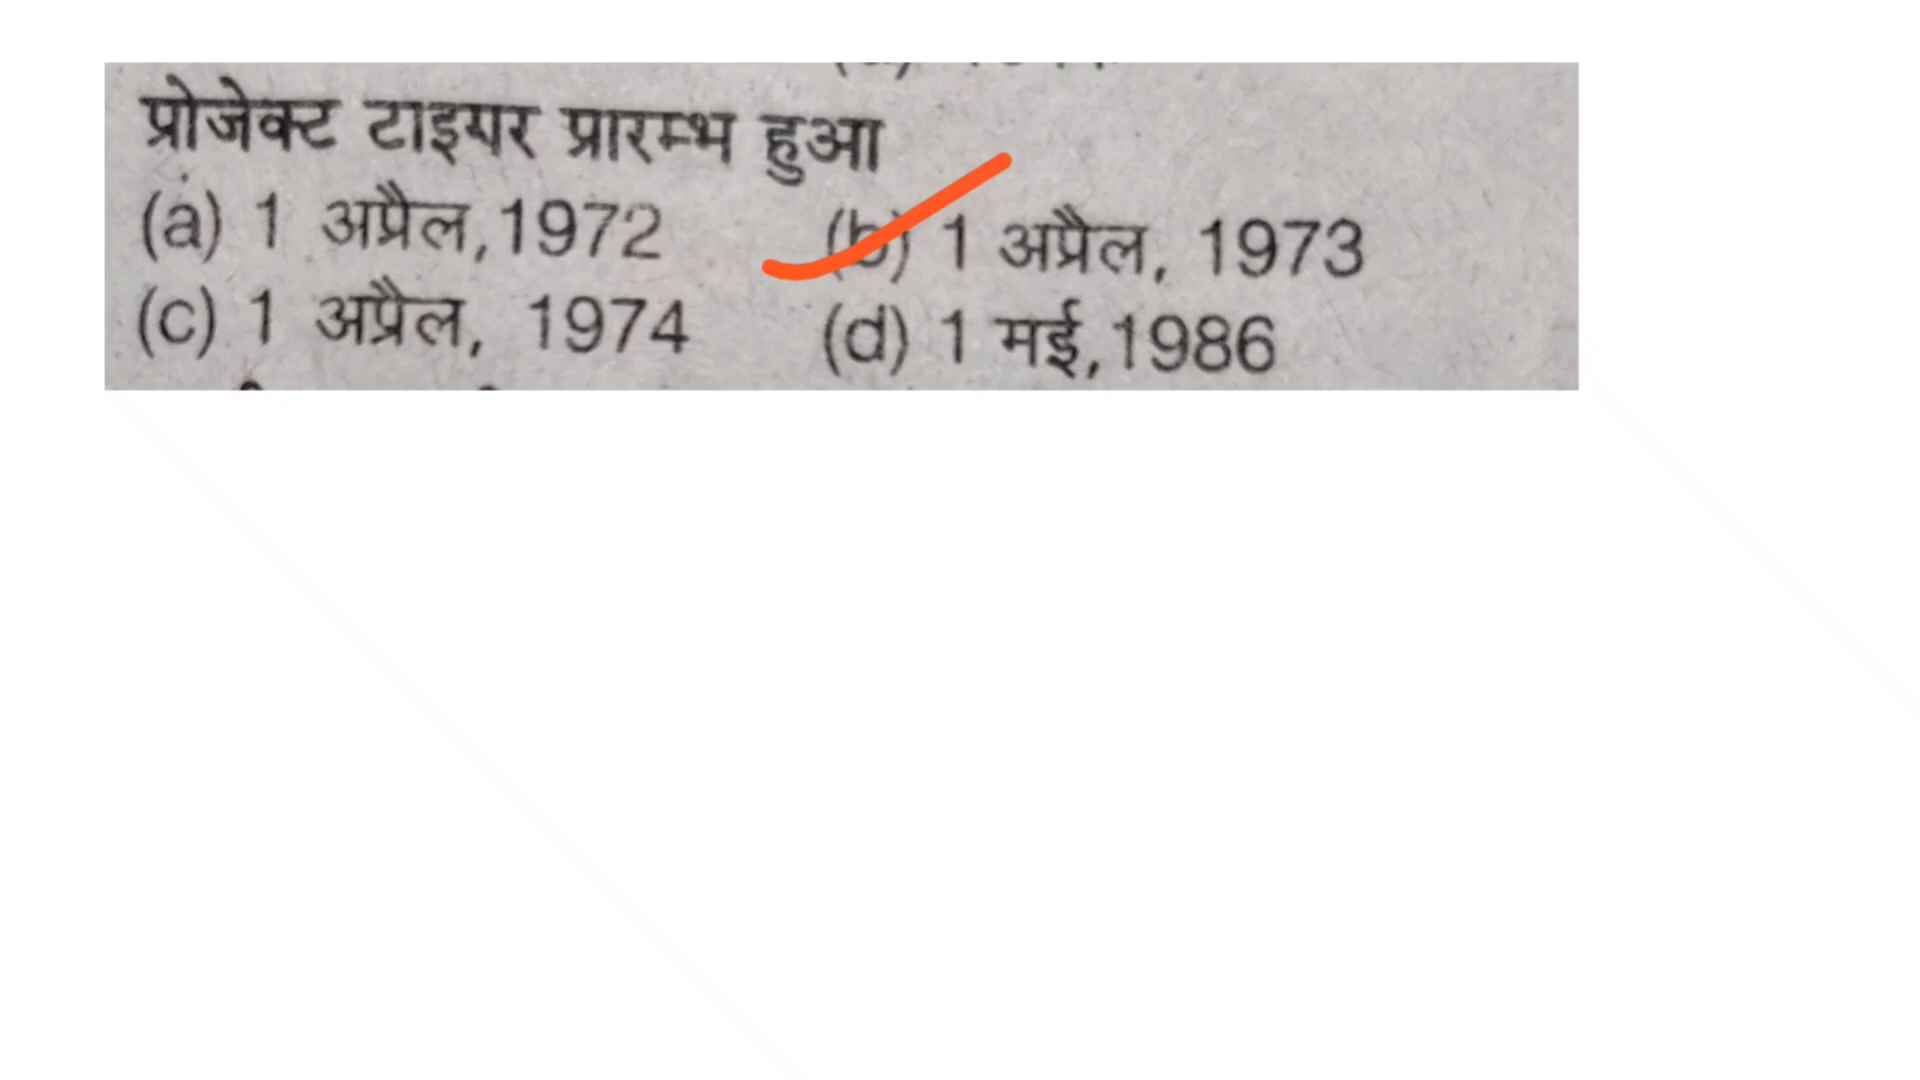 प्रोजेक्ट टाइगर प्रारम्भ हुआ
(a) 1 अप्रैल,1972 (b) 1 अप्रैल, 1973
(c) 1 अप्रैल, 1974 (d) 1 मई,1986